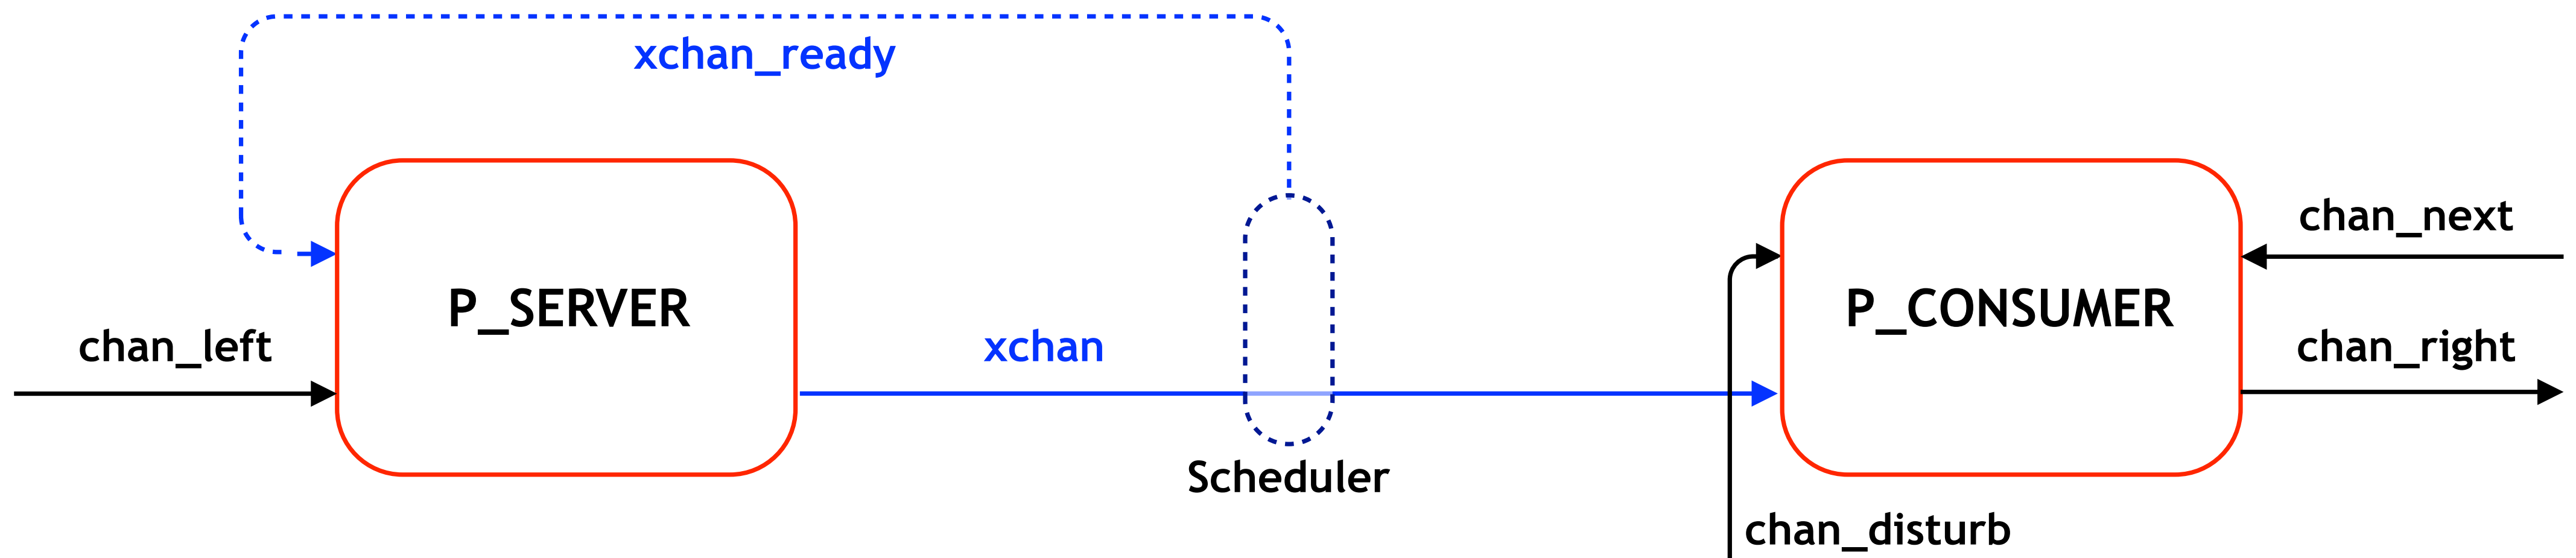 xchan_ready
chan_next
P_SERVER
P_CONSUMER
chan_left
xchan
chan_right
Scheduler
chan_disturb